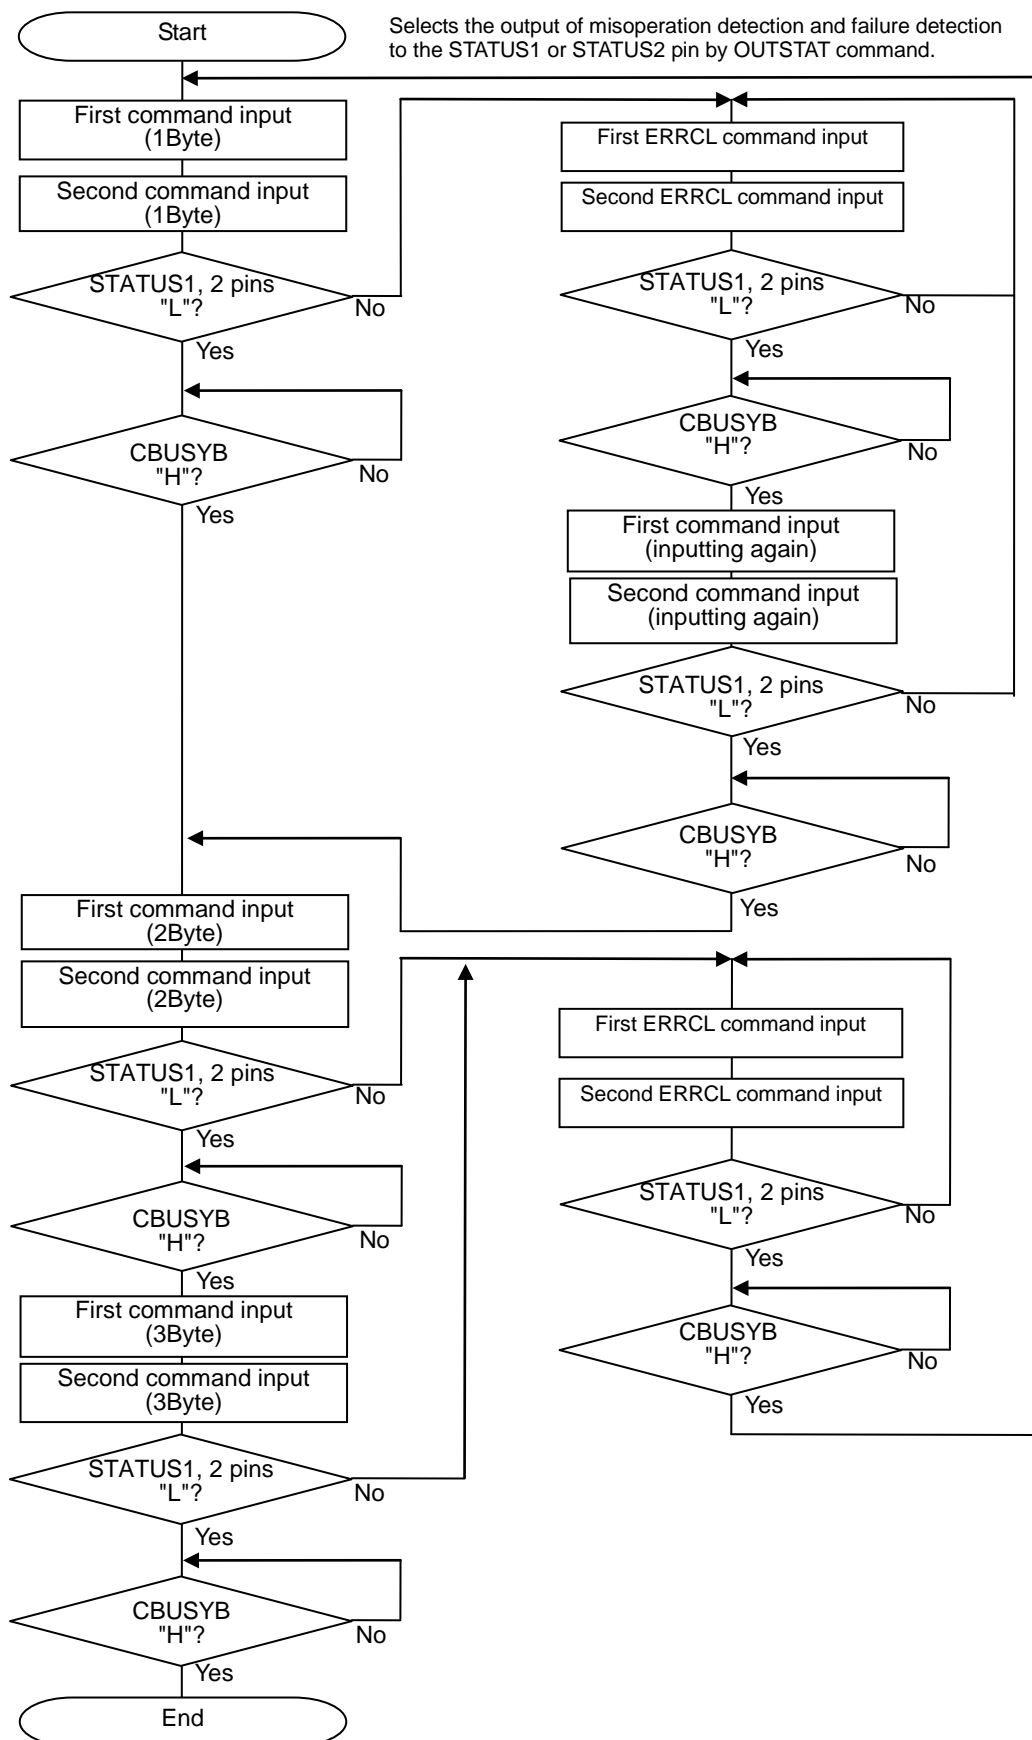 Start
Selects the output of misoperation detection and failure detection
to the STATUS1 or STATUS2 pin by OUTSTAT command.
First command input
(1Byte)
Second command input
(1Byte)
STATUS1, 2 pins
"L"?
No
Yes
CBUSYB
"H"?
No
Yes
First ERRCL command input
Second ERRCL command input
STATUS1, 2 pins
"L"?
No
Yes
CBUSYB
"H"?
No
Yes
First command input
(inputting again)
Second command input
(inputting again)
STATUS1, 2 pins
"L"?
No
Yes
CBUSYB
"H"?
No
Yes
First command input
(2Byte)
Second command input
(2Byte)
STATUS1, 2 pins
"L"?
No
Yes
CBUSYB
"H"?
No
Yes
First command input
(3Byte)
Second command input
(3Byte)
STATUS1, 2 pins
"L"?
No
Yes
CBUSYB
"H"?
No
Yes
End
First ERRCL command input
Second ERRCL command input
STATUS1, 2 pins
"L"?
No
Yes
CBUSYB
"H"?
No
Yes